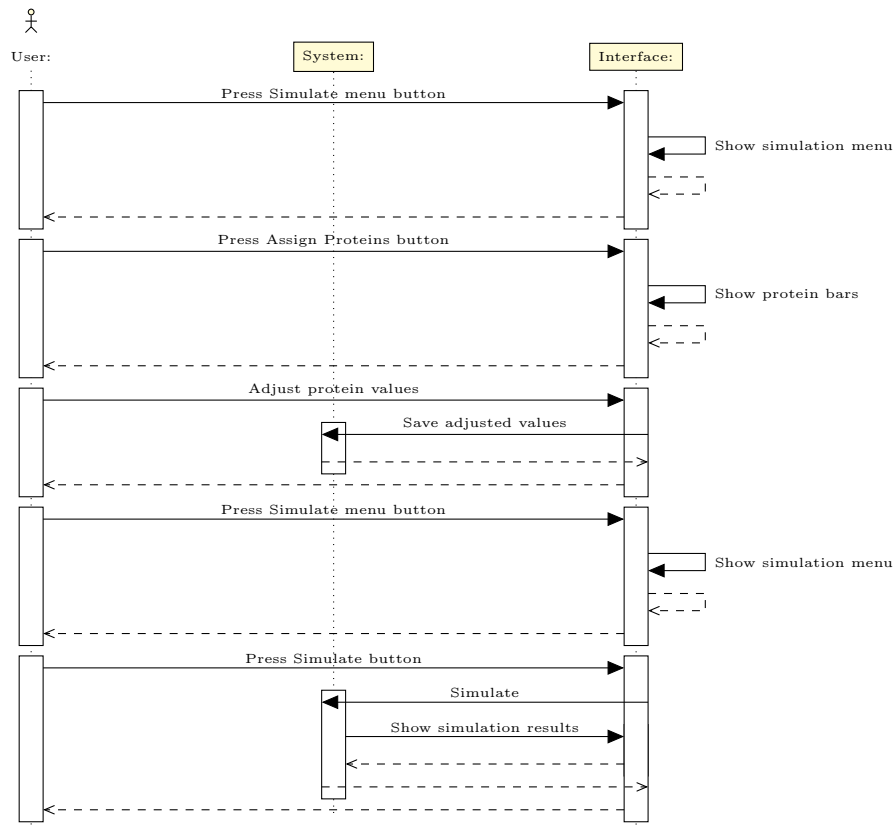 User:
System:
Interface:
Press Simulate menu button
Show simulation menu
Press Assign Proteins button
Show protein bars
Adjust protein values
Save adjusted values
Press Simulate menu button
Show simulation menu
Press Simulate button
Simulate
Show simulation results